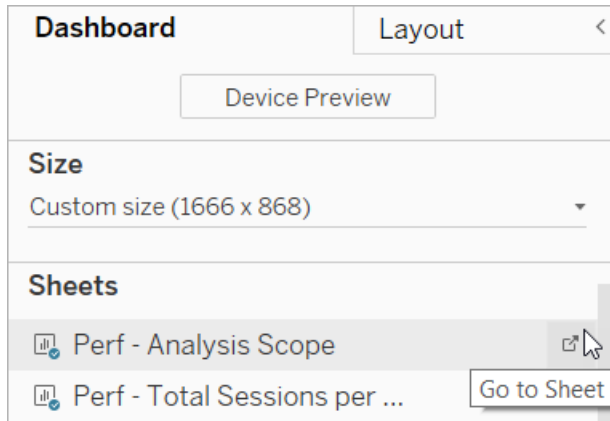 Dashboard
Layout
Device Preview
Size
Custom size (1666 x 868)
Sheets
Perf - Analysis Scope
Perf - Total Sessions per ...
Go to Sheet